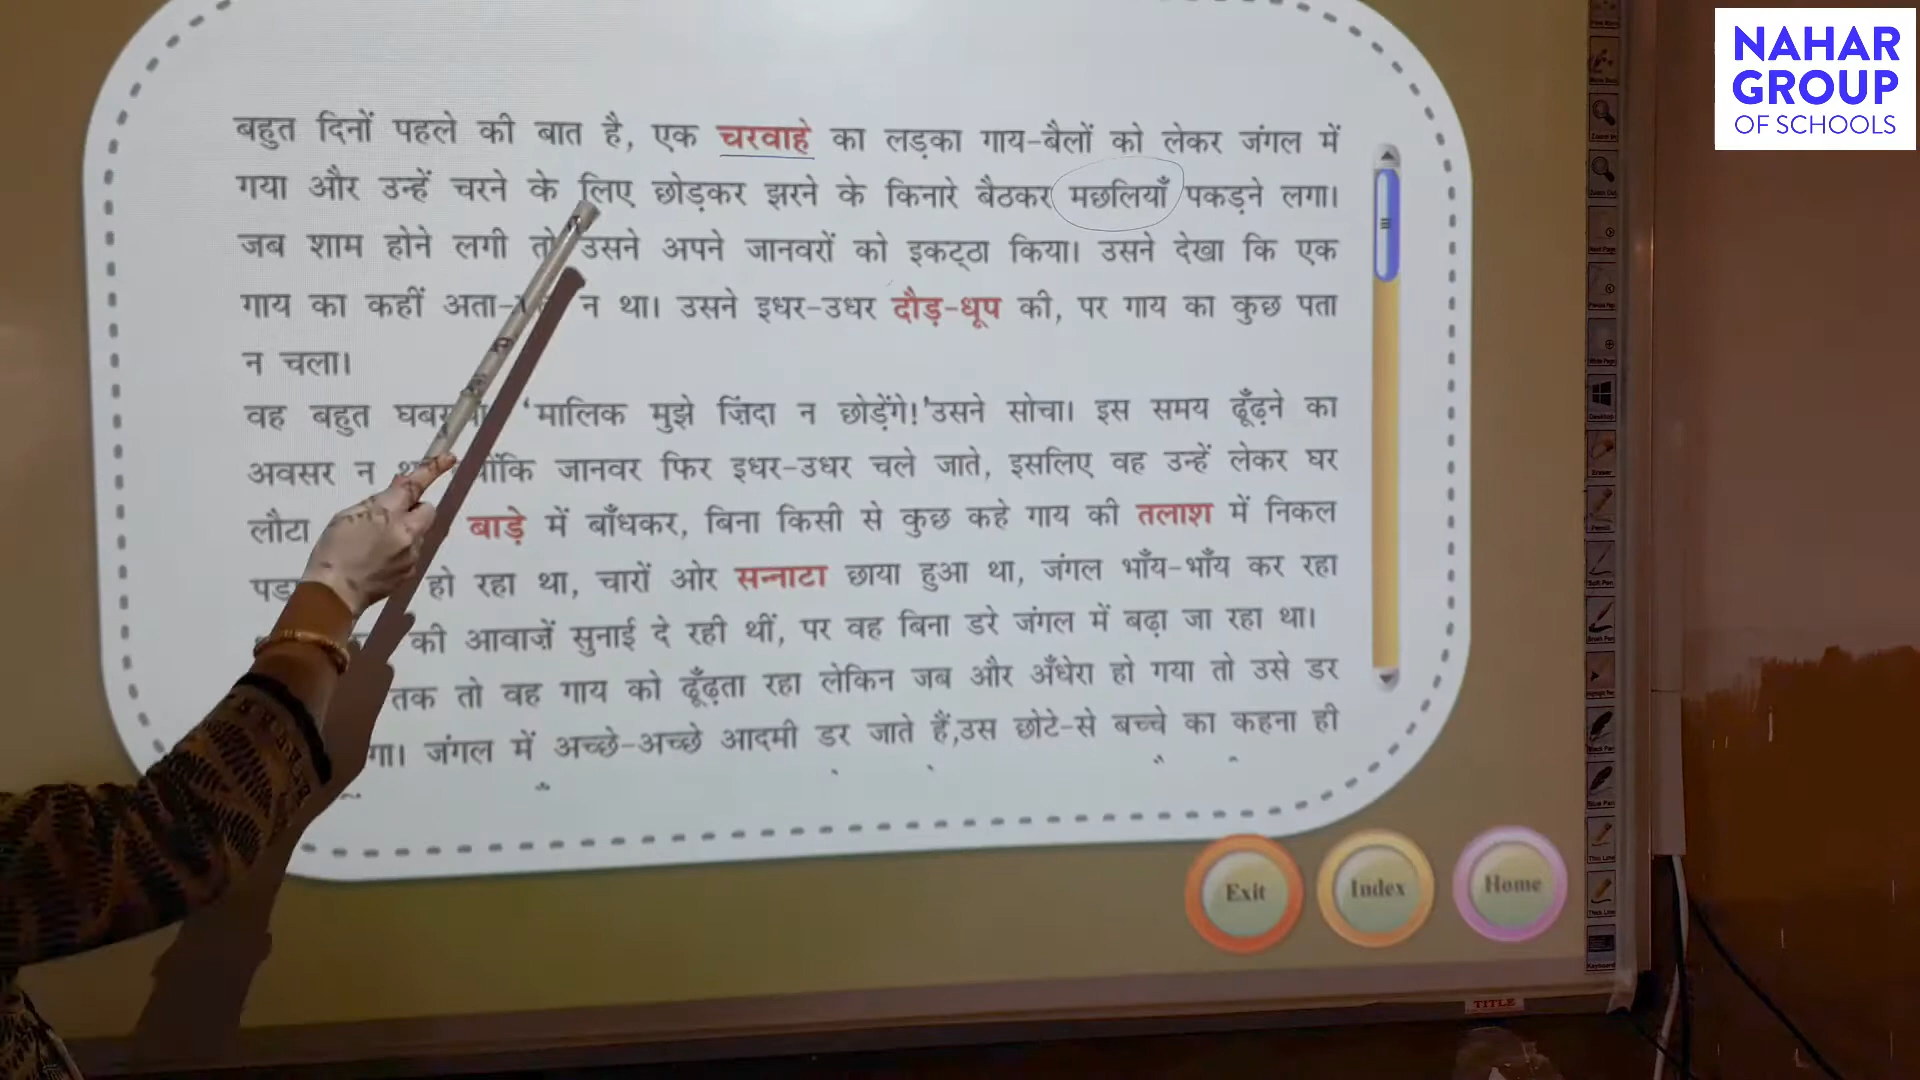 NAHAR
GROUP
OF SCHOOLS
बहुत दिनों पहले की बात है, एक चरवाहे का लड़का गाय-बैलों को लेकर जंगल में
गया और उन्हें चरने के लिए छोड़कर झरने के किनारे बैठकर मछलियाँ पकड़ने लगा।
जब शाम होने लगी तो उसने अपने जानवरों को इकट्ठा किया। उसने देखा कि एक
गाय का कहीं अता- न था। उसने इधर-उधर दौड़-धूप की, पर गाय का कुछ पता
न चला।
वह बहुत 'मालिक मुझे ज़िंदा न छोड़ेंगे!' उसने सोचा। इस समय ढूँढ़ने का
अवसर न जानवर फिर इधर-उधर चले जाते, इसलिए वह उन्हें लेकर घर
लौटा बाड़े में बाँधकर, बिना किसी से कुछ कहे गाय की तलाश में निकल
हो रहा था, चारों ओर सन्नाटा छाया हुआ था, जंगल भाँय-भाँय कर रहा
की आवाज़ें सुनाई दे रही थीं, पर वह बिना डरे जंगल में बढ़ा जा रहा था।
तक तो वह गाय को ढूँढ़ता रहा लेकिन जब और अँधेरा हो गया तो उसे डर
जंगल में अच्छे-अच्छे आदमी डर जाते हैं,उस छोटे-से बच्चे का कहना ही
Exit
Index
Home
TITLE